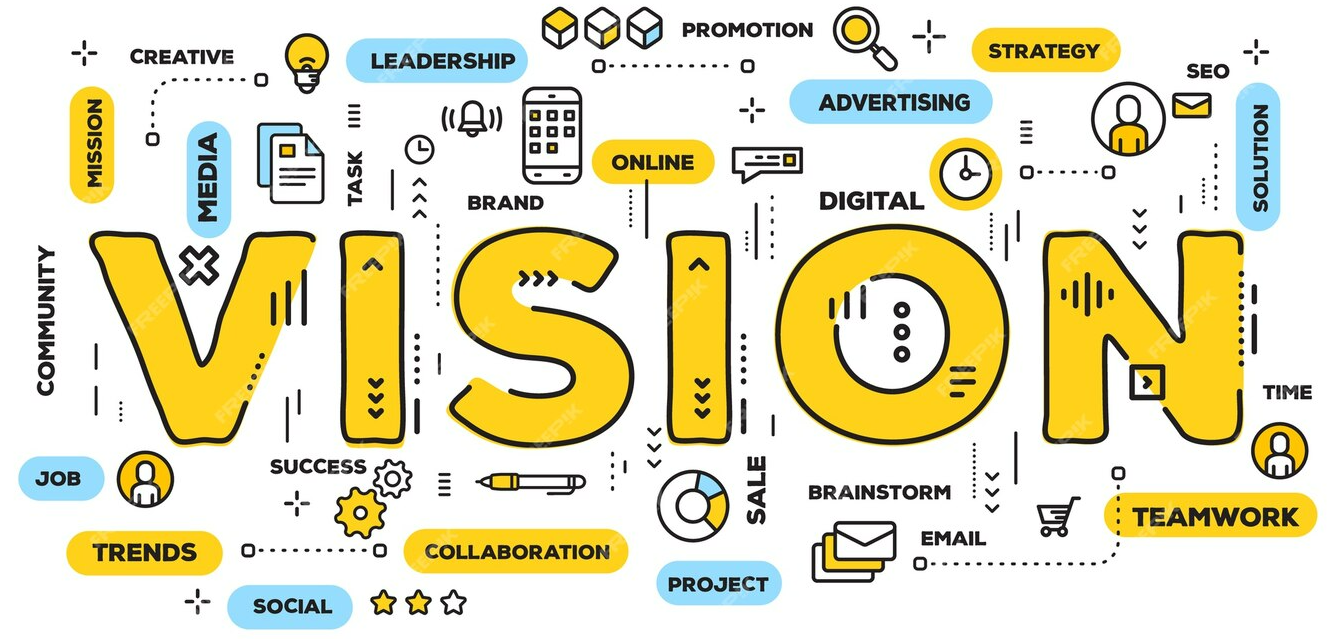 CREATIVE
LEADERSHIP
PROMOTION
STRATEGY
SEO
MISSION
MEDIA
TASK
ADVERTISING
SOLUTION
ONLINE
BRAND
DIGITAL
COMMUNITY
VISION
TIME
JOB
SUCCESS
SALE
BRAINSTORM
TEAMWORK
TRENDS
COLLABORATION
EMAIL
PROJECT
SOCIAL